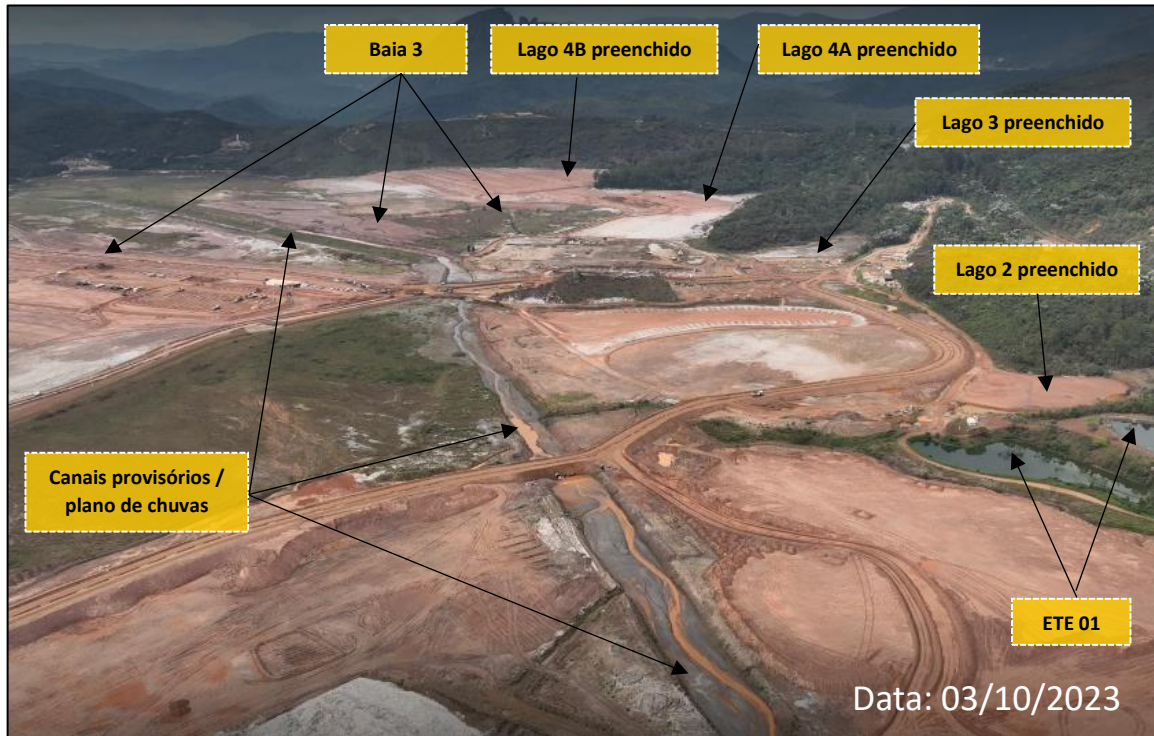 Baia 3
Lago 4B preenchido
Lago 4A preenchido
Lago 3 preenchido
Lago 2 preenchido
Canais provisórios /
plano de chuvas
ETE 01
Data: 03/10/2023